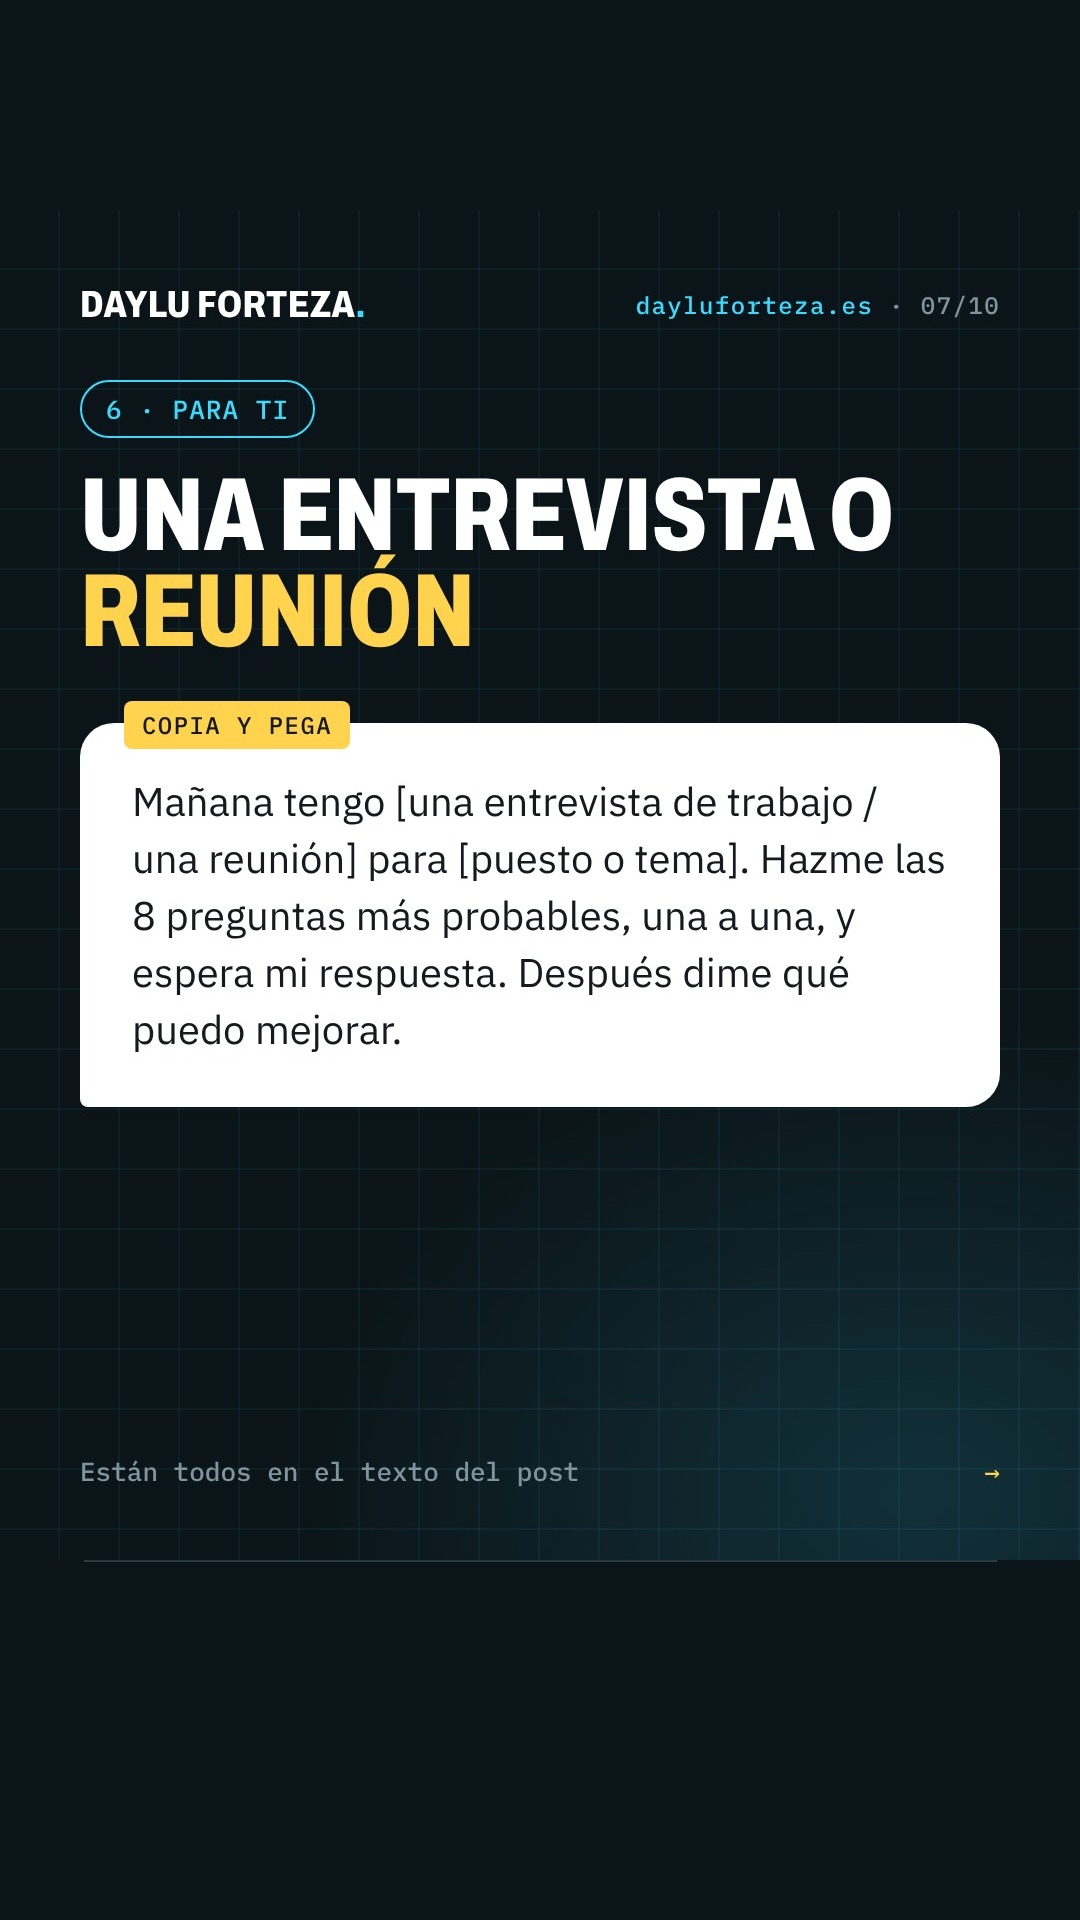 DAYLU FORTEZA.
dayluforteza.es · 07/10
6 · PARA TI
UNA ENTREVISTA O
REUNIÓN
COPIA Y PEGA
Mañana tengo [una entrevista de trabajo /
una reunión] para [puesto o tema]. Hazme las
8 preguntas más probables, una a una, y
espera mi respuesta. Después dime qué
puedo mejorar.
Están todos en el texto del post
→